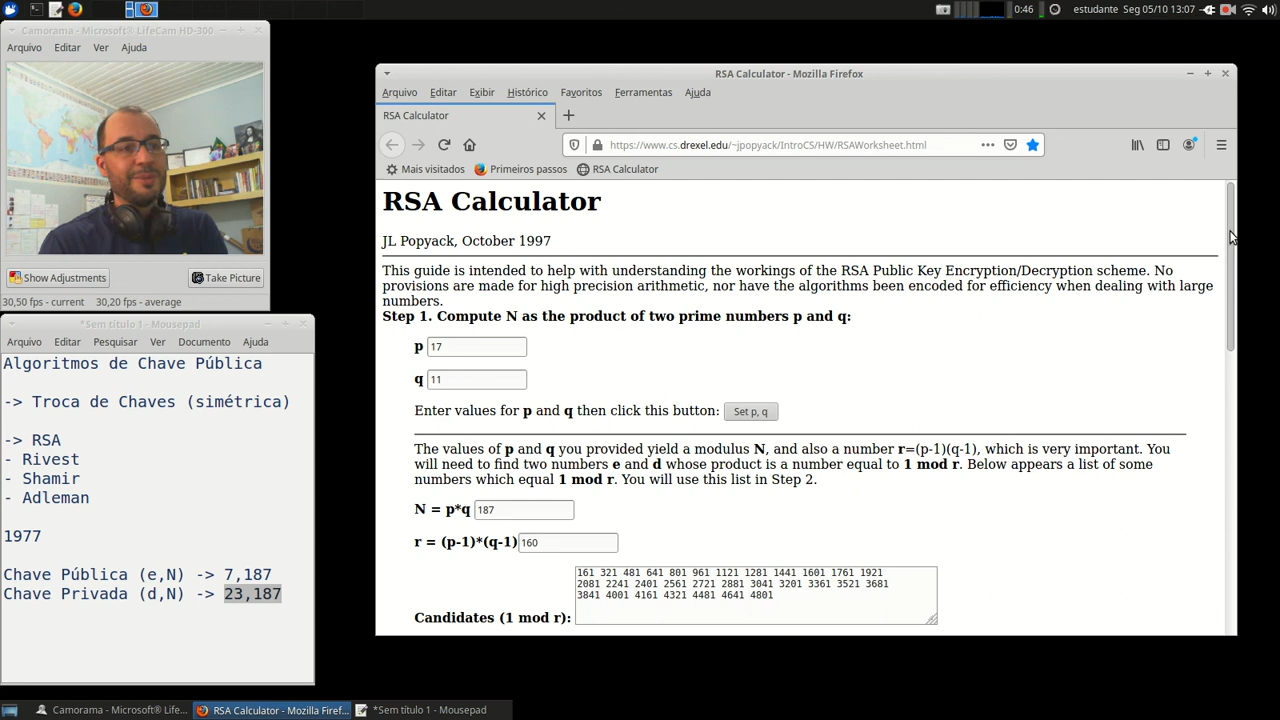 0:46 estudante Seg 05/10 13:07
Camorama - Microsoft® LifeCam HD-300
Arquivo Editar Ver Ajuda
Show Adjustments Take Picture
30,50 fps - current 30,20 fps - average
*Sem título 1 - Mousepad
Arquivo Editar Pesquisar Ver Documento Ajuda
Algoritmos de Chave Pública
-> Troca de Chaves (simétrica)
-> RSA
- Rivest
- Shamir
- Adleman
1977
Chave Pública (e,N) -> 7,187
Chave Privada (d,N) -> 23,187
RSA Calculator - Mozilla Firefox
Arquivo Editar Exibir Histórico Favoritos Ferramentas Ajuda
RSA Calculator
https://www.cs.drexel.edu/~jpopyack/IntroCS/HW/RSAWorksheet.html
Mais visitados Primeiros passos RSA Calculator
RSA Calculator
JL Popyack, October 1997
This guide is intended to help with understanding the workings of the RSA Public Key Encryption/Decryption scheme. No
provisions are made for high precision arithmetic, nor have the algorithms been encoded for efficiency when dealing with large
numbers.
Step 1. Compute N as the product of two prime numbers p and q:
p 17
q 11
Enter values for p and q then click this button: Set p, q
The values of p and q you provided yield a modulus N, and also a number r=(p-1)(q-1), which is very important. You
will need to find two numbers e and d whose product is a number equal to 1 mod r. Below appears a list of some
numbers which equal 1 mod r. You will use this list in Step 2.
N = p*q 187
r = (p-1)*(q-1) 160
161 321 481 641 801 961 1121 1281 1441 1601 1761 1921
2081 2241 2401 2561 2721 2881 3041 3201 3361 3521 3681
3841 4001 4161 4321 4481 4641 4801
Candidates (1 mod r):
Camorama - Microsoft® LifeC... RSA Calculator - Mozilla Firef... *Sem título 1 - Mousepad